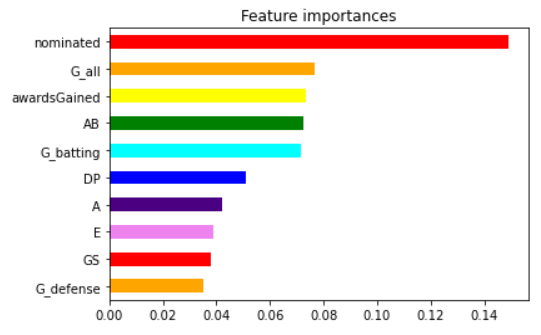 Feature importances
nominated
G_all
awardsGained
AB
G_batting
DP
A
E
GS
G_defense
0.00 0.02 0.04 0.06 0.08 0.10 0.12 0.14